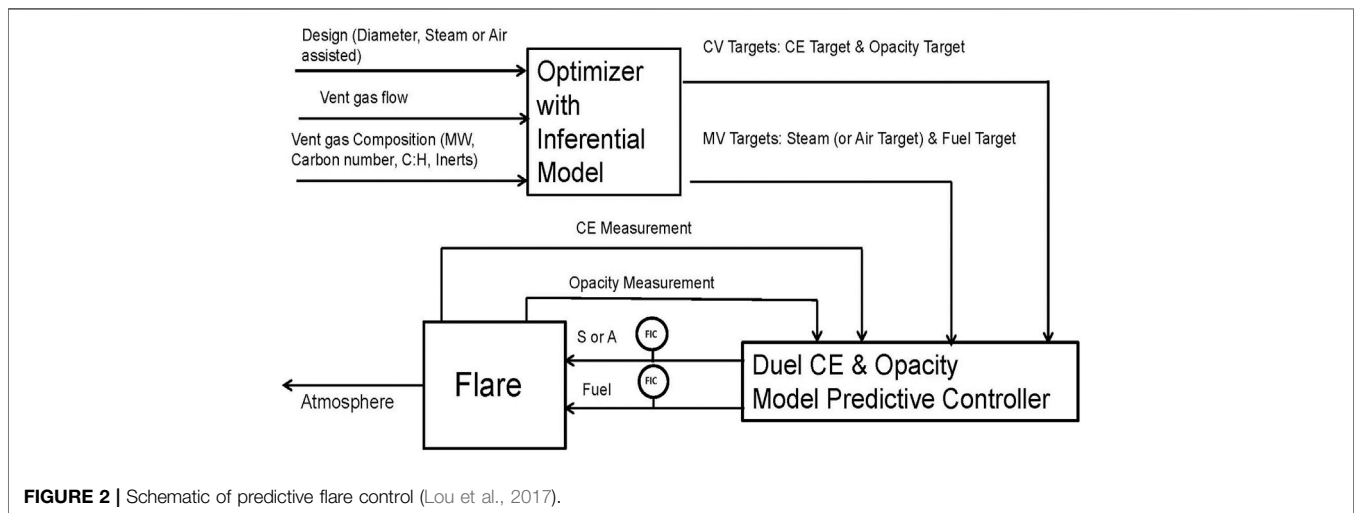 Design (Diameter, Steam or Air
assisted)
Vent gas flow
Vent gas Composition (MW,
Carbon number, C:H, Inerts)
Optimizer
with
Inferential
Model
CV Targets: CE Target & Opacity Target
MV Targets: Steam (or Air Target) & Fuel Target
CE Measurement
Opacity Measurement
S or A
FIC
Fuel
FIC
Flare
Atmosphere
Duel CE & Opacity
Model Predictive Controller
FIGURE 2 | Schematic of predictive flare control (Lou et al., 2017).